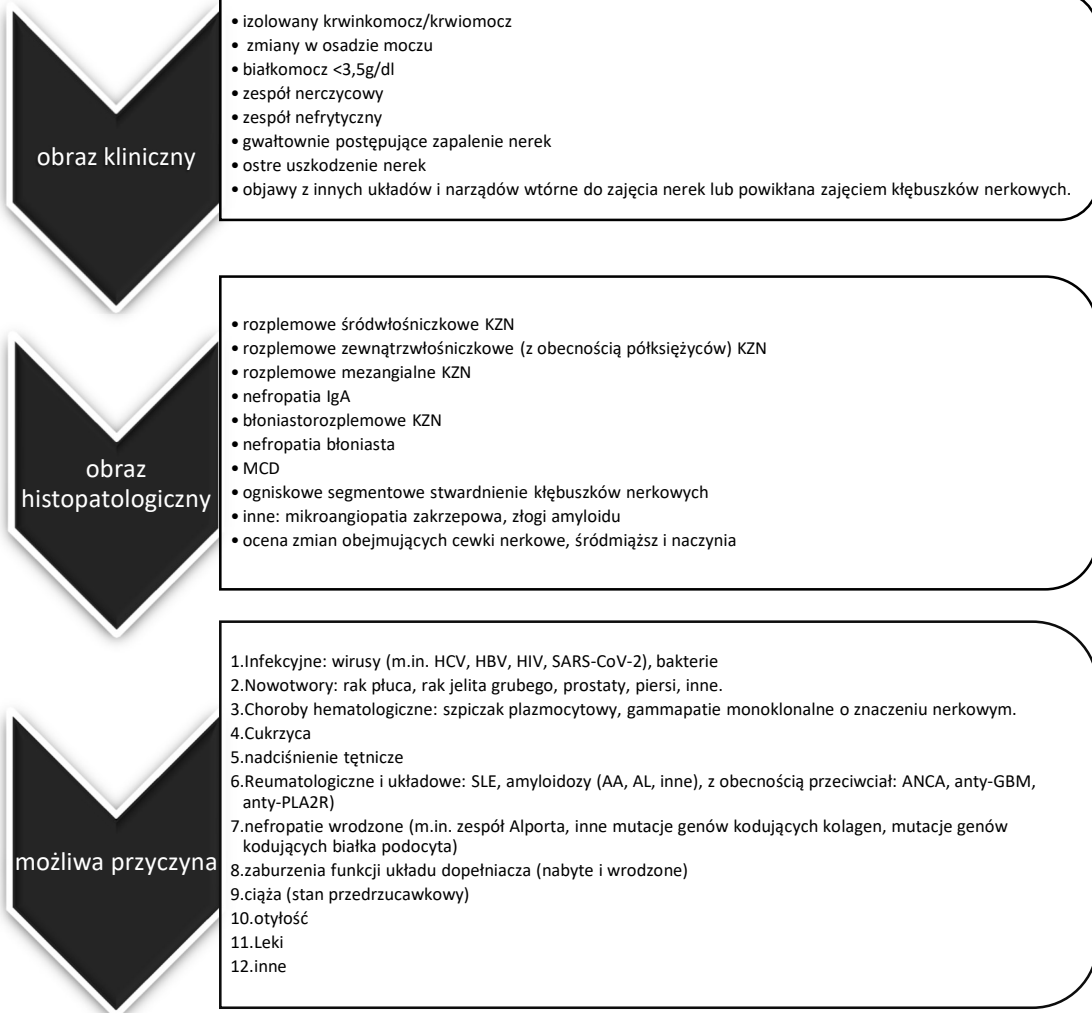 obraz kliniczny
• izolowany krwinkomocz/krwiomocz
• zmiany w osadzie moczu
• białkomocz <3,5g/dl
• zespół nerczycowy
• zespół nefrytyczny
• gwałtownie postępujące zapalenie nerek
• ostre uszkodzenie nerek
• objawy z innych układów i narządów wtórne do zajęcia nerek lub powikłana zajęciem kłębuszków nerkowych.
obraz
histopatologiczny
• rozplemowe śródwłośniczkowe KZN
• rozplemowe zewnątrzwłośniczkowe (z obecnością półksiężyców) KZN
• rozplemowe mezangialne KZN
• nefropatia IgA
• błoniastorozplemowe KZN
• nefropatia błoniasta
• MCD
• ogniskowe segmentowe stwardnienie kłębuszków nerkowych
• inne: mikroangiopatia zakrzepowa, złogi amyloidu
• ocena zmian obejmujących cewki nerkowe, śródmiąższ i naczynia
możliwa przyczyna
1.Infekcyjne: wirusy (m.in. HCV, HBV, HIV, SARS-CoV-2), bakterie
2.Nowotwory: rak płuca, rak jelita grubego, prostaty, piersi, inne.
3.Choroby hematologiczne: szpiczak plazmocytowy, gammapatie monoklonalne o znaczeniu nerkowym.
4.Cukrzyca
5.nadciśnienie tętnicze
6.Reumatologiczne i układowe: SLE, amyloidozy (AA, AL, inne), z obecnością przeciwciał: ANCA, anty-GBM,
anty-PLA2R)
7.nefropatie wrodzone (m.in. zespół Alporta, inne mutacje genów kodujących kolagen, mutacje genów
kodujących białka podocyta)
8.zaburzenia funkcji układu dopełniacza (nabyte i wrodzone)
9.ciąża (stan przedrzucawkowy)
10.otyłość
11.Leki
12.inne